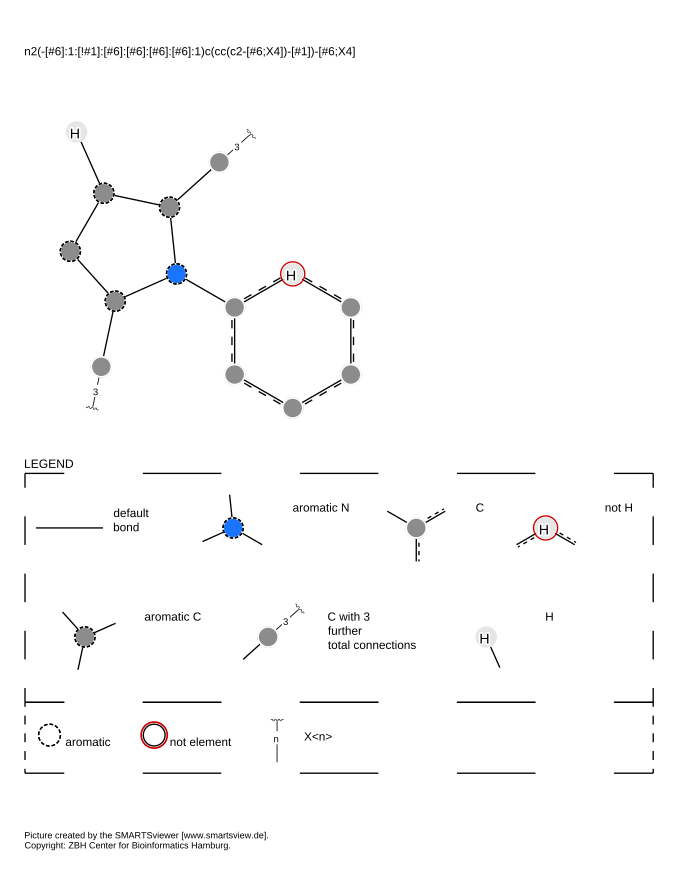 n2(-[#6]:1:[!#1]:[#6]:[#6]:[#6]:[#6]:1)c(cc(c2-[#6;X4])-[#1])-[#6;X4]
H
3
H
3
LEGEND
default
bond
aromatic N
C
H
not H
aromatic C
3
C with 3
further
total connections
H
H
aromatic
not element
n
X<n>
Picture created by the SMARTSviewer [www.smartsview.de].
Copyright: ZBH Center for Bioinformatics Hamburg.